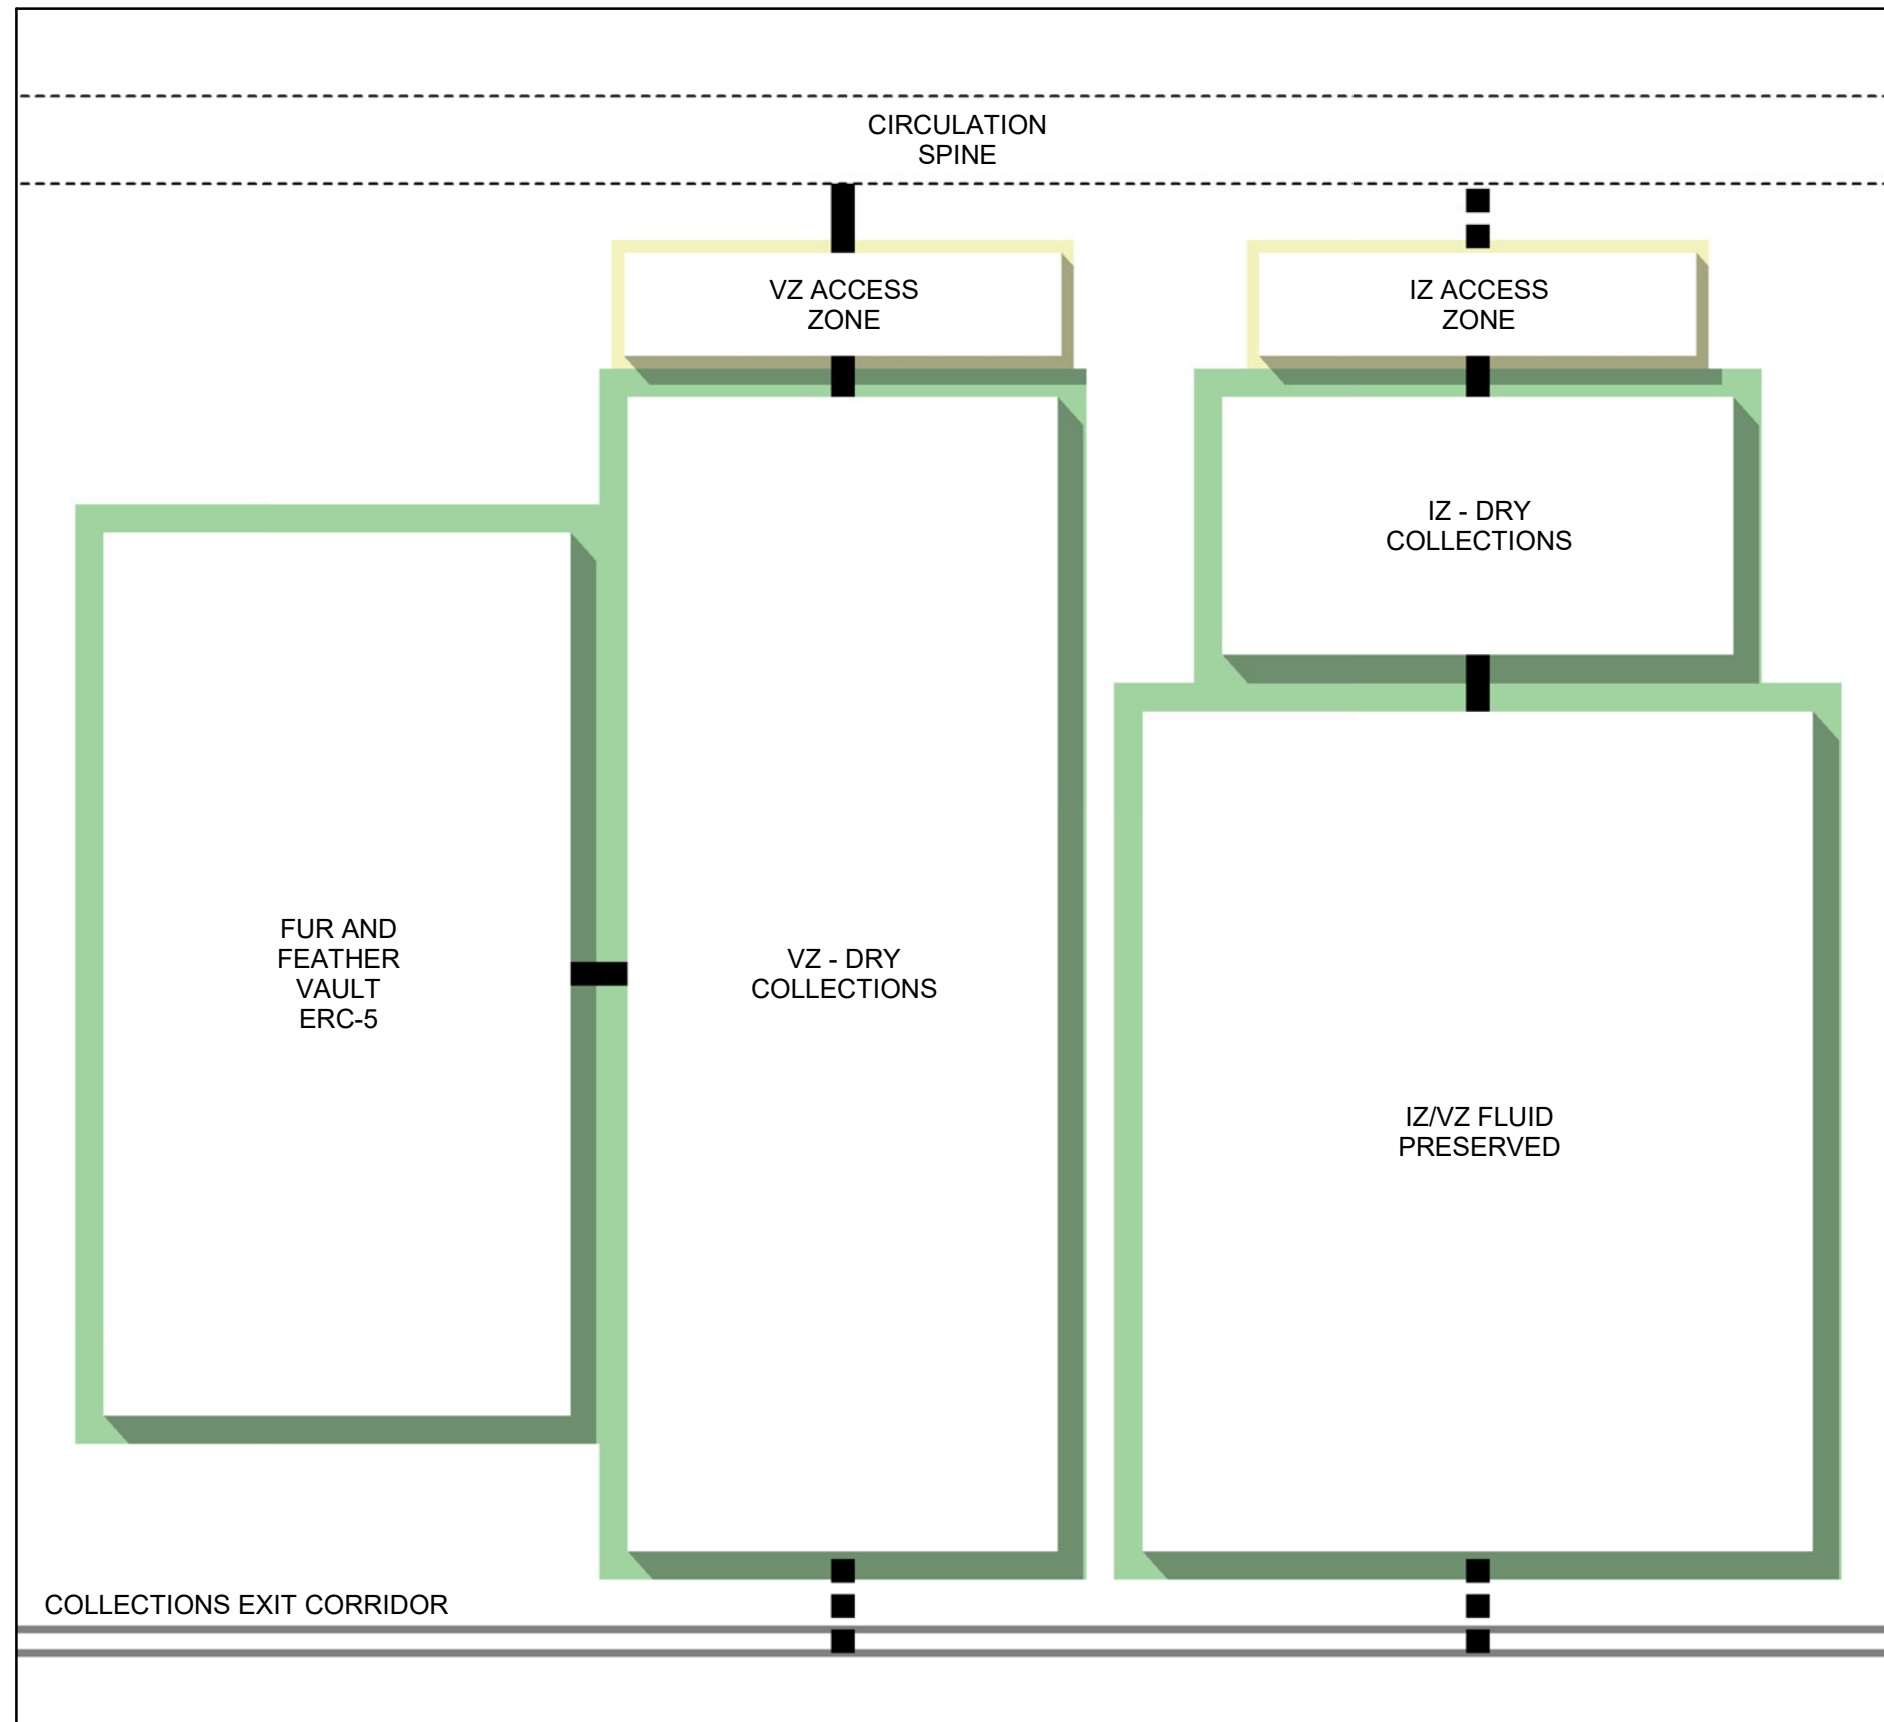 CIRCULATION
SPINE
VZ ACCESS
ZONE
IZ ACCESS
ZONE
IZ - DRY
COLLECTIONS
FUR AND
FEATHER
VAULT
ERC-5
VZ - DRY
COLLECTIONS
IZ/VZ FLUID
PRESERVED
COLLECTIONS EXIT CORRIDOR